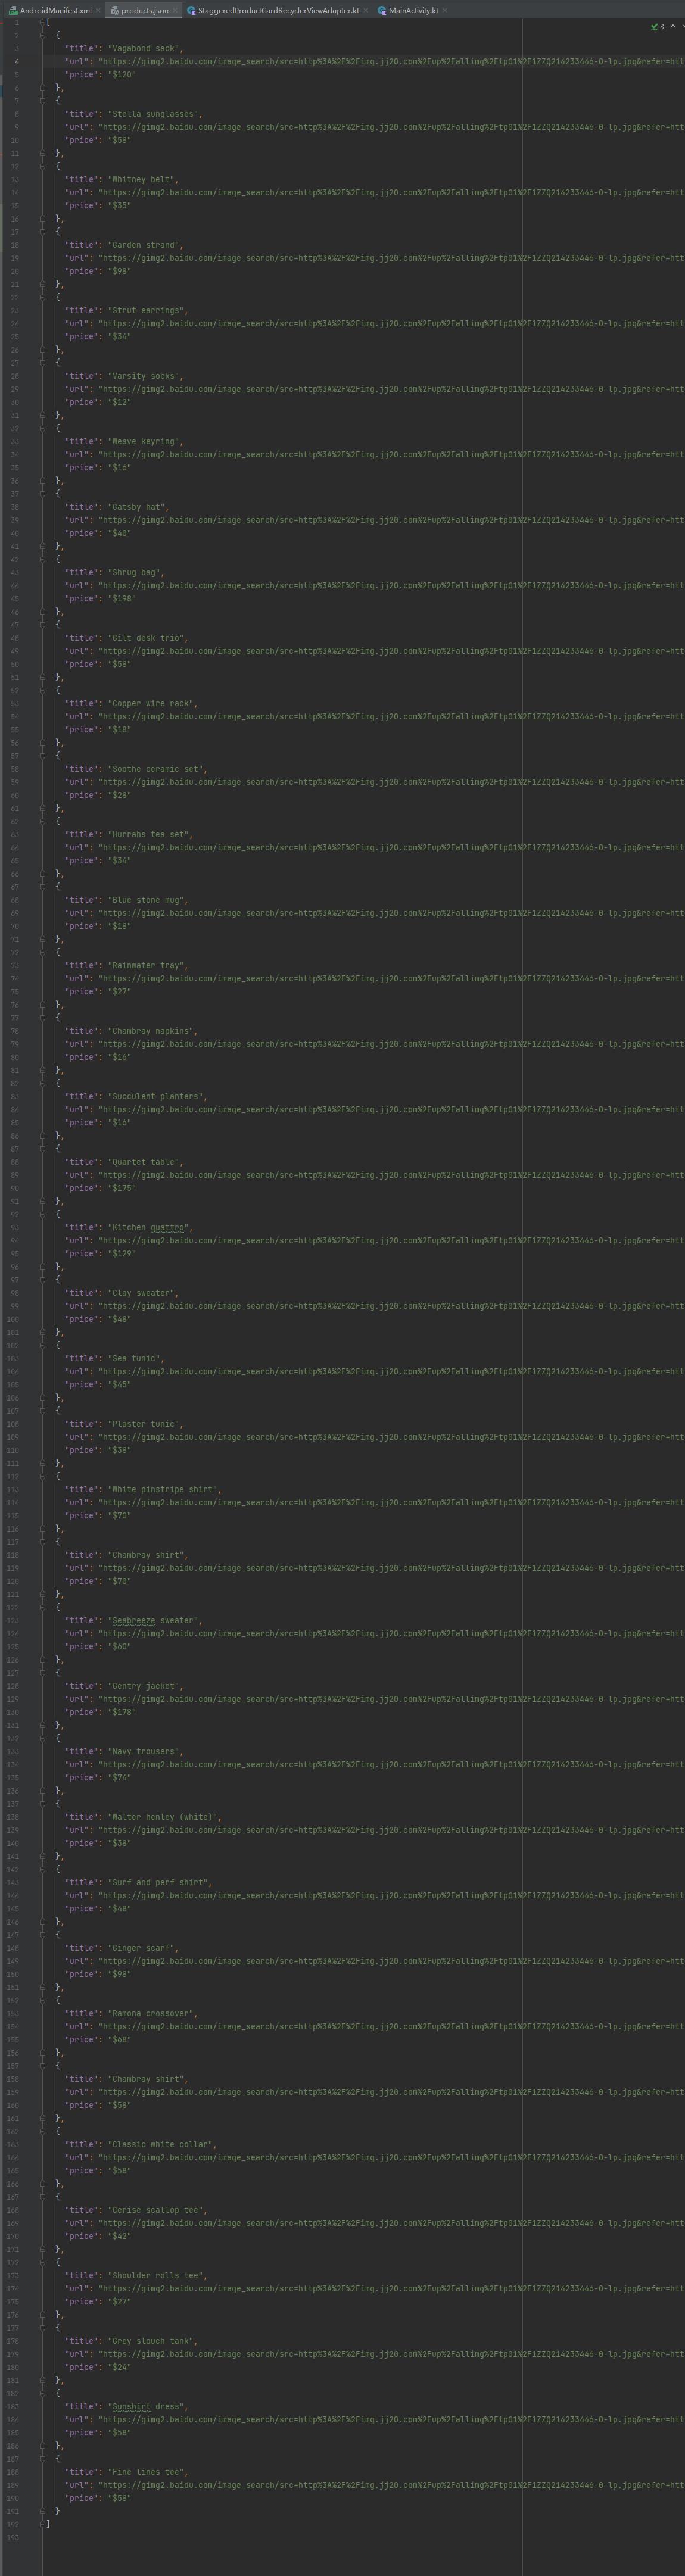 AndroidManifest.xml products.json StaggeredProductCardRecyclerViewAdapter.kt MainActivity.kt
3
1 [
2 {
3 "title": "Vagabond sack",
4 "url": "https://gimg2.baidu.com/image_search/src=http%3A%2F%2Fimg.jj20.com%2Fup%2Fallimg%2Ftp01%2F1ZZQ214233446-0-lp.jpg&refer=htt
5 "price": "$120"
6 },
7 {
8 "title": "Stella sunglasses",
9 "url": "https://gimg2.baidu.com/image_search/src=http%3A%2F%2Fimg.jj20.com%2Fup%2Fallimg%2Ftp01%2F1ZZQ214233446-0-lp.jpg&refer=htt
10 "price": "$58"
11 },
12 {
13 "title": "Whitney belt",
14 "url": "https://gimg2.baidu.com/image_search/src=http%3A%2F%2Fimg.jj20.com%2Fup%2Fallimg%2Ftp01%2F1ZZQ214233446-0-lp.jpg&refer=htt
15 "price": "$35"
16 },
17 {
18 "title": "Garden strand",
19 "url": "https://gimg2.baidu.com/image_search/src=http%3A%2F%2Fimg.jj20.com%2Fup%2Fallimg%2Ftp01%2F1ZZQ214233446-0-lp.jpg&refer=htt
20 "price": "$98"
21 },
22 {
23 "title": "Strut earrings",
24 "url": "https://gimg2.baidu.com/image_search/src=http%3A%2F%2Fimg.jj20.com%2Fup%2Fallimg%2Ftp01%2F1ZZQ214233446-0-lp.jpg&refer=htt
25 "price": "$34"
26 },
27 {
28 "title": "Varsity socks",
29 "url": "https://gimg2.baidu.com/image_search/src=http%3A%2F%2Fimg.jj20.com%2Fup%2Fallimg%2Ftp01%2F1ZZQ214233446-0-lp.jpg&refer=htt
30 "price": "$12"
31 },
32 {
33 "title": "Weave keyring",
34 "url": "https://gimg2.baidu.com/image_search/src=http%3A%2F%2Fimg.jj20.com%2Fup%2Fallimg%2Ftp01%2F1ZZQ214233446-0-lp.jpg&refer=htt
35 "price": "$16"
36 },
37 {
38 "title": "Gatsby hat",
39 "url": "https://gimg2.baidu.com/image_search/src=http%3A%2F%2Fimg.jj20.com%2Fup%2Fallimg%2Ftp01%2F1ZZQ214233446-0-lp.jpg&refer=htt
40 "price": "$40"
41 },
42 {
43 "title": "Shrug bag",
44 "url": "https://gimg2.baidu.com/image_search/src=http%3A%2F%2Fimg.jj20.com%2Fup%2Fallimg%2Ftp01%2F1ZZQ214233446-0-lp.jpg&refer=htt
45 "price": "$198"
46 },
47 {
48 "title": "Gilt desk trio",
49 "url": "https://gimg2.baidu.com/image_search/src=http%3A%2F%2Fimg.jj20.com%2Fup%2Fallimg%2Ftp01%2F1ZZQ214233446-0-lp.jpg&refer=htt
50 "price": "$58"
51 },
52 {
53 "title": "Copper wire rack",
54 "url": "https://gimg2.baidu.com/image_search/src=http%3A%2F%2Fimg.jj20.com%2Fup%2Fallimg%2Ftp01%2F1ZZQ214233446-0-lp.jpg&refer=htt
55 "price": "$18"
56 },
57 {
58 "title": "Soothe ceramic set",
59 "url": "https://gimg2.baidu.com/image_search/src=http%3A%2F%2Fimg.jj20.com%2Fup%2Fallimg%2Ftp01%2F1ZZQ214233446-0-lp.jpg&refer=htt
60 "price": "$28"
61 },
62 {
63 "title": "Hurrahs tea set",
64 "url": "https://gimg2.baidu.com/image_search/src=http%3A%2F%2Fimg.jj20.com%2Fup%2Fallimg%2Ftp01%2F1ZZQ214233446-0-lp.jpg&refer=htt
65 "price": "$34"
66 },
67 {
68 "title": "Blue stone mug",
69 "url": "https://gimg2.baidu.com/image_search/src=http%3A%2F%2Fimg.jj20.com%2Fup%2Fallimg%2Ftp01%2F1ZZQ214233446-0-lp.jpg&refer=htt
70 "price": "$18"
71 },
72 {
73 "title": "Rainwater tray",
74 "url": "https://gimg2.baidu.com/image_search/src=http%3A%2F%2Fimg.jj20.com%2Fup%2Fallimg%2Ftp01%2F1ZZQ214233446-0-lp.jpg&refer=htt
75 "price": "$27"
76 },
77 {
78 "title": "Chambray napkins",
79 "url": "https://gimg2.baidu.com/image_search/src=http%3A%2F%2Fimg.jj20.com%2Fup%2Fallimg%2Ftp01%2F1ZZQ214233446-0-lp.jpg&refer=htt
80 "price": "$16"
81 },
82 {
83 "title": "Succulent planters",
84 "url": "https://gimg2.baidu.com/image_search/src=http%3A%2F%2Fimg.jj20.com%2Fup%2Fallimg%2Ftp01%2F1ZZQ214233446-0-lp.jpg&refer=htt
85 "price": "$16"
86 },
87 {
88 "title": "Quartet table",
89 "url": "https://gimg2.baidu.com/image_search/src=http%3A%2F%2Fimg.jj20.com%2Fup%2Fallimg%2Ftp01%2F1ZZQ214233446-0-lp.jpg&refer=htt
90 "price": "$175"
91 },
92 {
93 "title": "Kitchen quattro",
94 "url": "https://gimg2.baidu.com/image_search/src=http%3A%2F%2Fimg.jj20.com%2Fup%2Fallimg%2Ftp01%2F1ZZQ214233446-0-lp.jpg&refer=htt
95 "price": "$129"
96 },
97 {
98 "title": "Clay sweater",
99 "url": "https://gimg2.baidu.com/image_search/src=http%3A%2F%2Fimg.jj20.com%2Fup%2Fallimg%2Ftp01%2F1ZZQ214233446-0-lp.jpg&refer=htt
100 "price": "$48"
101 },
102 {
103 "title": "Sea tunic",
104 "url": "https://gimg2.baidu.com/image_search/src=http%3A%2F%2Fimg.jj20.com%2Fup%2Fallimg%2Ftp01%2F1ZZQ214233446-0-lp.jpg&refer=htt
105 "price": "$45"
106 },
107 {
108 "title": "Plaster tunic",
109 "url": "https://gimg2.baidu.com/image_search/src=http%3A%2F%2Fimg.jj20.com%2Fup%2Fallimg%2Ftp01%2F1ZZQ214233446-0-lp.jpg&refer=htt
110 "price": "$38"
111 },
112 {
113 "title": "White pinstripe shirt",
114 "url": "https://gimg2.baidu.com/image_search/src=http%3A%2F%2Fimg.jj20.com%2Fup%2Fallimg%2Ftp01%2F1ZZQ214233446-0-lp.jpg&refer=htt
115 "price": "$70"
116 },
117 {
118 "title": "Chambray shirt",
119 "url": "https://gimg2.baidu.com/image_search/src=http%3A%2F%2Fimg.jj20.com%2Fup%2Fallimg%2Ftp01%2F1ZZQ214233446-0-lp.jpg&refer=htt
120 "price": "$70"
121 },
122 {
123 "title": "Seabreeze sweater",
124 "url": "https://gimg2.baidu.com/image_search/src=http%3A%2F%2Fimg.jj20.com%2Fup%2Fallimg%2Ftp01%2F1ZZQ214233446-0-lp.jpg&refer=htt
125 "price": "$60"
126 },
127 {
128 "title": "Gentry jacket",
129 "url": "https://gimg2.baidu.com/image_search/src=http%3A%2F%2Fimg.jj20.com%2Fup%2Fallimg%2Ftp01%2F1ZZQ214233446-0-lp.jpg&refer=htt
130 "price": "$178"
131 },
132 {
133 "title": "Navy trousers",
134 "url": "https://gimg2.baidu.com/image_search/src=http%3A%2F%2Fimg.jj20.com%2Fup%2Fallimg%2Ftp01%2F1ZZQ214233446-0-lp.jpg&refer=htt
135 "price": "$74"
136 },
137 {
138 "title": "Walter henley (white)",
139 "url": "https://gimg2.baidu.com/image_search/src=http%3A%2F%2Fimg.jj20.com%2Fup%2Fallimg%2Ftp01%2F1ZZQ214233446-0-lp.jpg&refer=htt
140 "price": "$38"
141 },
142 {
143 "title": "Surf and perf shirt",
144 "url": "https://gimg2.baidu.com/image_search/src=http%3A%2F%2Fimg.jj20.com%2Fup%2Fallimg%2Ftp01%2F1ZZQ214233446-0-lp.jpg&refer=htt
145 "price": "$48"
146 },
147 {
148 "title": "Ginger scarf",
149 "url": "https://gimg2.baidu.com/image_search/src=http%3A%2F%2Fimg.jj20.com%2Fup%2Fallimg%2Ftp01%2F1ZZQ214233446-0-lp.jpg&refer=htt
150 "price": "$98"
151 },
152 {
153 "title": "Ramona crossover",
154 "url": "https://gimg2.baidu.com/image_search/src=http%3A%2F%2Fimg.jj20.com%2Fup%2Fallimg%2Ftp01%2F1ZZQ214233446-0-lp.jpg&refer=htt
155 "price": "$68"
156 },
157 {
158 "title": "Chambray shirt",
159 "url": "https://gimg2.baidu.com/image_search/src=http%3A%2F%2Fimg.jj20.com%2Fup%2Fallimg%2Ftp01%2F1ZZQ214233446-0-lp.jpg&refer=htt
160 "price": "$58"
161 },
162 {
163 "title": "Classic white collar",
164 "url": "https://gimg2.baidu.com/image_search/src=http%3A%2F%2Fimg.jj20.com%2Fup%2Fallimg%2Ftp01%2F1ZZQ214233446-0-lp.jpg&refer=htt
165 "price": "$58"
166 },
167 {
168 "title": "Cerise scallop tee",
169 "url": "https://gimg2.baidu.com/image_search/src=http%3A%2F%2Fimg.jj20.com%2Fup%2Fallimg%2Ftp01%2F1ZZQ214233446-0-lp.jpg&refer=htt
170 "price": "$42"
171 },
172 {
173 "title": "Shoulder rolls tee",
174 "url": "https://gimg2.baidu.com/image_search/src=http%3A%2F%2Fimg.jj20.com%2Fup%2Fallimg%2Ftp01%2F1ZZQ214233446-0-lp.jpg&refer=htt
175 "price": "$27"
176 },
177 {
178 "title": "Grey slouch tank",
179 "url": "https://gimg2.baidu.com/image_search/src=http%3A%2F%2Fimg.jj20.com%2Fup%2Fallimg%2Ftp01%2F1ZZQ214233446-0-lp.jpg&refer=htt
180 "price": "$24"
181 },
182 {
183 "title": "Sunshirt dress",
184 "url": "https://gimg2.baidu.com/image_search/src=http%3A%2F%2Fimg.jj20.com%2Fup%2Fallimg%2Ftp01%2F1ZZQ214233446-0-lp.jpg&refer=htt
185 "price": "$58"
186 },
187 {
188 "title": "Fine lines tee",
189 "url": "https://gimg2.baidu.com/image_search/src=http%3A%2F%2Fimg.jj20.com%2Fup%2Fallimg%2Ftp01%2F1ZZQ214233446-0-lp.jpg&refer=htt
190 "price": "$58"
191 }
192 ]
193